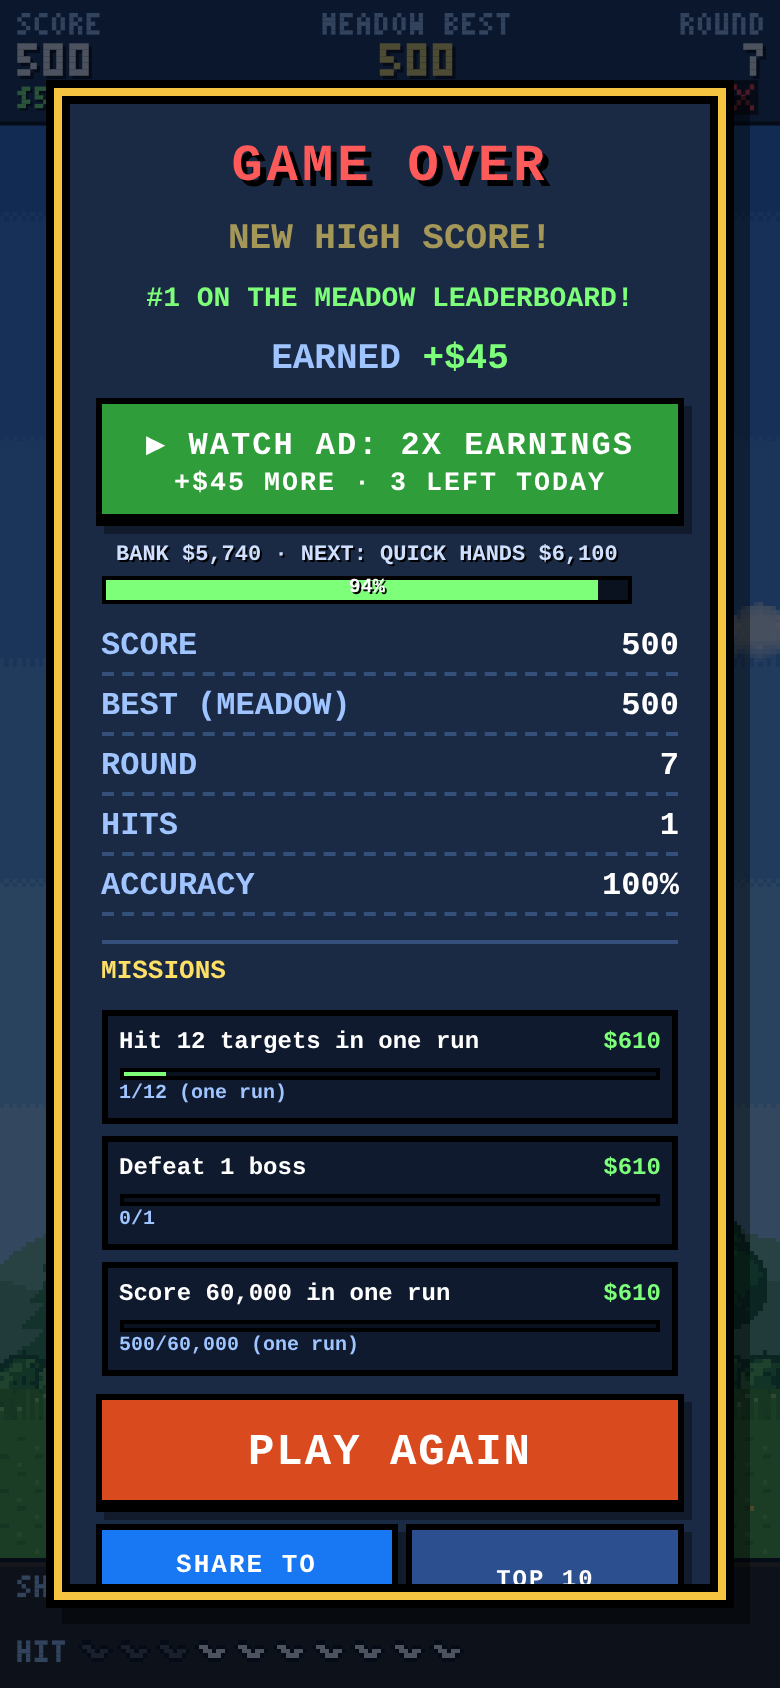 SCORE MEADOW BEST ROUND
500 500 7
GAME OVER
NEW HIGH SCORE!
#1 ON THE MEADOW LEADERBOARD!
EARNED +$45
▶ WATCH AD: 2X EARNINGS
+$45 MORE · 3 LEFT TODAY
BANK $5,740 · NEXT: QUICK HANDS $6,100
94%
SCORE 500
BEST (MEADOW) 500
ROUND 7
HITS 1
ACCURACY 100%
MISSIONS
Hit 12 targets in one run $610
1/12 (one run)
Defeat 1 boss $610
0/1
Score 60,000 in one run $610
500/60,000 (one run)
PLAY AGAIN
SHARE TO
TOP 10
HIT